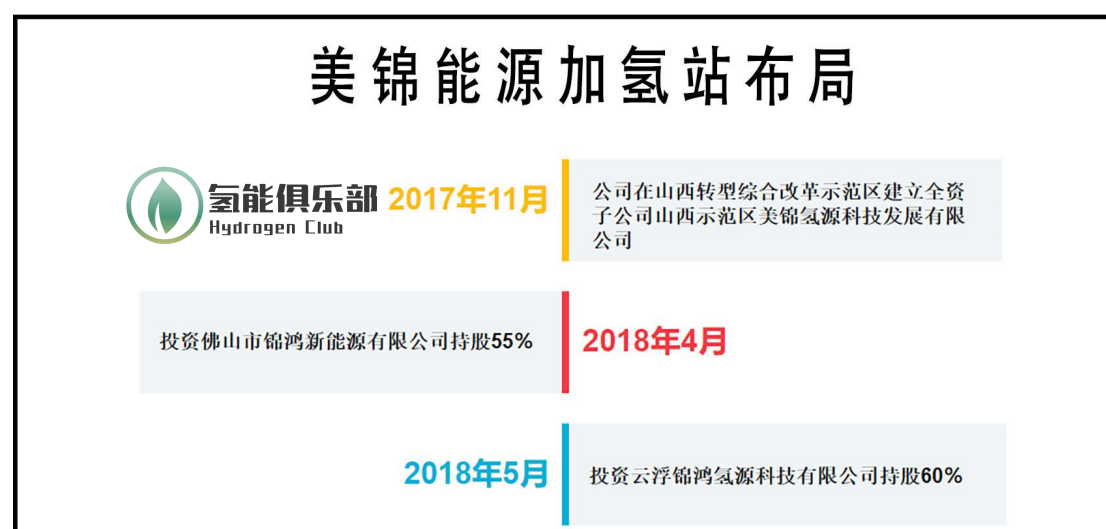 美锦能源加氢站布局
氢能俱乐部
Hydrogen Club
2017年11月
公司在山西转型综合改革示范区建立全资
子公司山西示范区美锦氢源科技发展有限
公司
投资佛山市锦鸿新能源有限公司持股55%
2018年4月
2018年5月
投资云浮锦鸿氢源科技有限公司持股60%